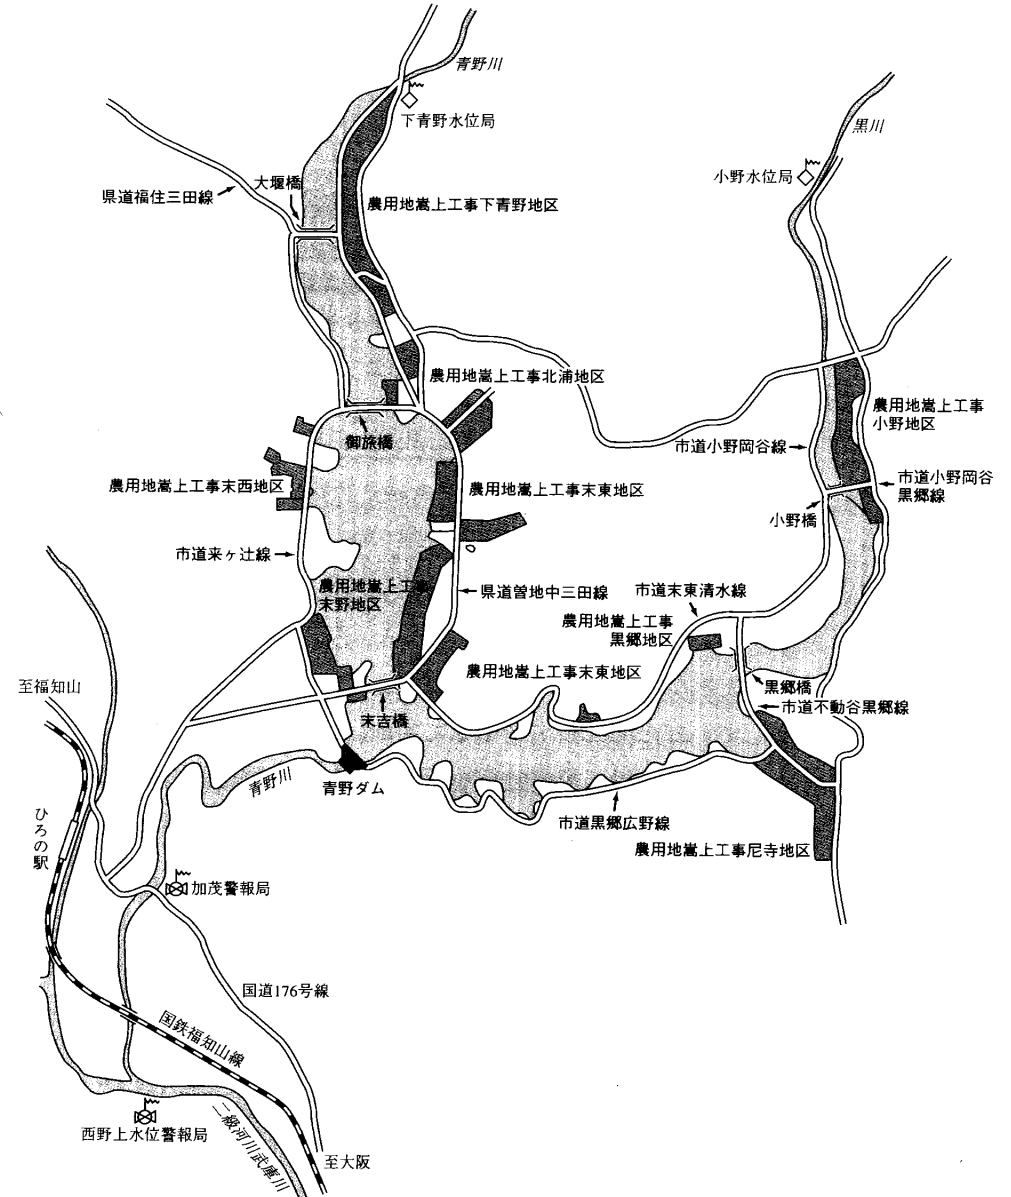 青野川
下青野水位局
黒川
小野水位局
大堰橋
県道福住三田線
農用地嵩上工事下青野地区
農用地嵩上工事北浦地区
農用地嵩上工事
小野地区
御旅橋
市道小野岡谷線
農用地嵩上工事末西地区
農用地嵩上工事末東地区
市道小野岡谷
黒郷線
小野橋
市道来ヶ辻線
農用地嵩上工事
末野地区
県道曽地中三田線
市道末東清水線
農用地嵩上工事
黒郷地区
農用地嵩上工事末東地区
至福知山
黒郷橋
末吉橋
市道不動谷黒郷線
青野川
青野ダム
ひろの駅
市道黒郷広野線
農用地嵩上工事尼寺地区
加茂警報局
国道176号線
国鉄福知山線
西野上水位警報局
二級河川武庫川
至大阪